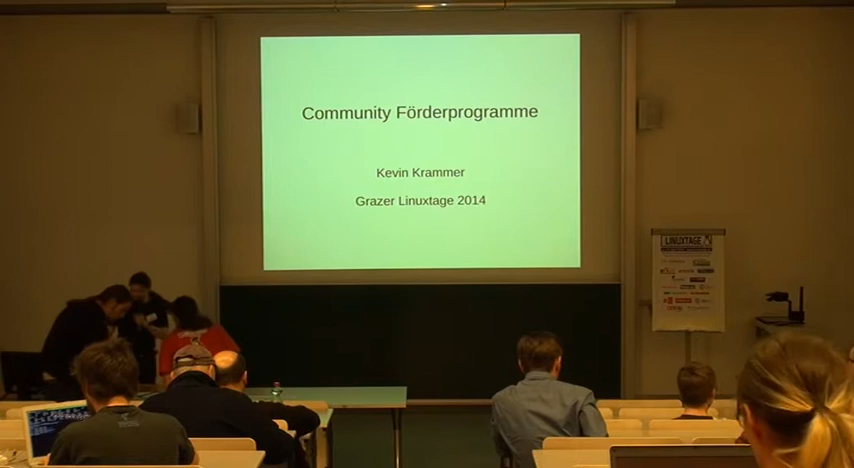 Community Förderprogramme
Kevin Krammer
Grazer Linuxtage 2014
LINUXTAGE